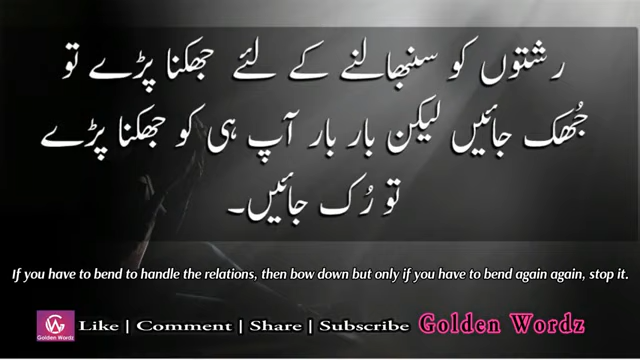 رشتوں کو سنبھالنے کے لئے جھکنا پڑے تو
جُھک جائیں لیکن بار بار آپ ہی کو جھکنا پڑے
تو رُک جائیں۔
If you have to bend to handle the relations, then bow down but only if you have to bend again again, stop it.
GW Golden Wordz Like | Comment | Share | Subscribe Golden Wordz